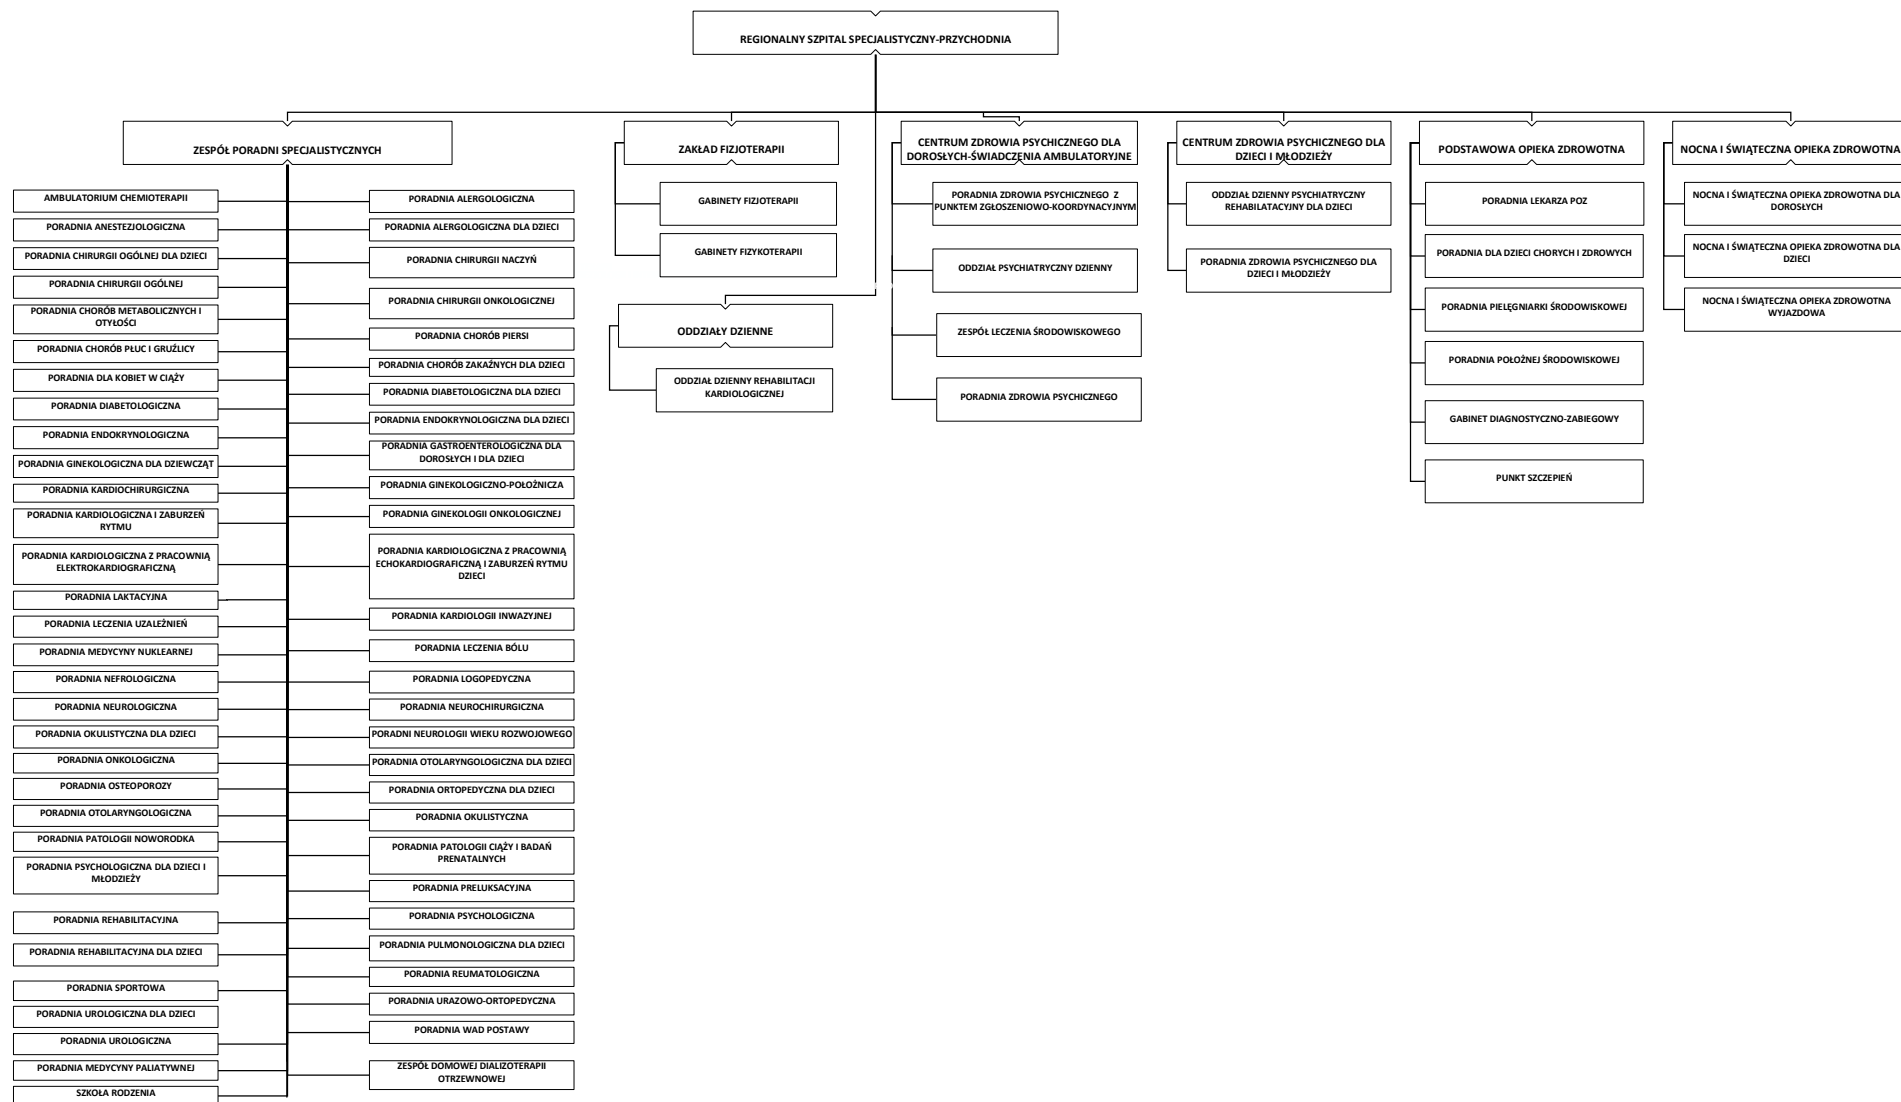 REGIONALNY SZPITAL SPECJALISTYCZNY-PRZYCHODNIA
ZESPÓŁ PORADNI SPECJALISTYCZNYCH
AMBULATORIUM CHEMIOTERAPII
PORADNIA ANESTEZJOLOGICZNA
PORADNIA CHIRURGII OGÓLNEJ DLA DZIECI
PORADNIA CHIRURGII OGÓLNEJ
PORADNIA CHORÓB METABOLICZNYCH I
OTYŁOŚCI
PORADNIA CHORÓB PŁUC I GRUŹLICY
PORADNIA DLA KOBIET W CIĄŻY
PORADNIA DIABETOLOGICZNA
PORADNIA ENDOKRYNOLOGICZNA
PORADNIA GINEKOLOGICZNA DLA DZIEWCZĄT
PORADNIA KARDIOCHIRURGICZNA
PORADNIA KARDIOLOGICZNA I ZABURZEŃ
RYTMU
PORADNIA KARDIOLOGICZNA Z PRACOWNIĄ
ELEKTROKARDIOGRAFICZNĄ
PORADNIA LAKTACYJNA
PORADNIA LECZENIA UZALEŻNIEŃ
PORADNIA MEDYCYNY NUKLEARNEJ
PORADNIA NEFROLOGICZNA
PORADNIA NEUROLOGICZNA
PORADNIA OKULISTYCZNA DLA DZIECI
PORADNIA ONKOLOGICZNA
PORADNIA OSTEOPOROZY
PORADNIA OTOLARYNGOLOGICZNA
PORADNIA PATOLOGII NOWORODKA
PORADNIA PSYCHOLOGICZNA DLA DZIECI I
MŁODZIEŻY
PORADNIA REHABILITACYJNA
PORADNIA REHABILITACYJNA DLA DZIECI
PORADNIA SPORTOWA
PORADNIA UROLOGICZNA DLA DZIECI
PORADNIA UROLOGICZNA
PORADNIA MEDYCYNY PALIATYWNEJ
SZKOŁA RODZENIA
PORADNIA ALERGOLOGICZNA
PORADNIA ALERGOLOGICZNA DLA DZIECI
PORADNIA CHIRURGII NACZYŃ
PORADNIA CHIRURGII ONKOLOGICZNEJ
PORADNIA CHORÓB PIERSI
PORADNIA CHORÓB ZAKAŹNYCH DLA DZIECI
PORADNIA DIABETOLOGICZNA DLA DZIECI
PORADNIA ENDOKRYNOLOGICZNA DLA DZIECI
PORADNIA GASTROENTEROLOGICZNA DLA
DOROSŁYCH I DLA DZIECI
PORADNIA GINEKOLOGICZNO-POŁOŻNICZA
PORADNIA GINEKOLOGII ONKOLOGICZNEJ
PORADNIA KARDIOLOGICZNA Z PRACOWNIĄ
ECHOKARDIOGRAFICZNĄ I ZABURZEŃ RYTMU
DZIECI
PORADNIA KARDIOLOGII INWAZYJNEJ
PORADNIA LECZENIA BÓLU
PORADNIA LOGOPEDYCZNA
PORADNIA NEUROCHIRURGICZNA
PORADNI NEUROLOGII WIEKU ROZWOJOWEGO
PORADNIA OTOLARYNGOLOGICZNA DLA DZIECI
PORADNIA ORTOPEDYCZNA DLA DZIECI
PORADNIA OKULISTYCZNA
PORADNIA PATOLOGII CIĄŻY I BADAŃ
PRENATALNYCH
PORADNIA PRELUKSACYJNA
PORADNIA PSYCHOLOGICZNA
PORADNIA PULMONOLOGICZNA DLA DZIECI
PORADNIA REUMATOLOGICZNA
PORADNIA URAZOWO-ORTOPEDYCZNA
PORADNIA WAD POSTAWY
ZESPÓŁ DOMOWEJ DIALIZOTERAPII
OTRZEWNOWEJ
ZAKŁAD FIZJOTERAPII
GABINETY FIZJOTERAPII
GABINETY FIZYKOTERAPII
ODDZIAŁY DZIENNE
ODDZIAŁ DZIENNY REHABILITACJI
KARDIOLOGICZNEJ
CENTRUM ZDROWIA PSYCHICZNEGO DLA
DOROSŁYCH-ŚWIADCZENIA AMBULATORYJNE
PORADNIA ZDROWIA PSYCHICZNEGO Z
PUNKTEM ZGŁOSZENIOWO-KOORDYNACYJNYM
ODDZIAŁ PSYCHIATRYCZNY DZIENNY
ZESPÓŁ LECZENIA ŚRODOWISKOWEGO
PORADNIA ZDROWIA PSYCHICZNEGO
CENTRUM ZDROWIA PSYCHICZNEGO DLA
DZIECI I MŁODZIEŻY
ODDZIAŁ DZIENNY PSYCHIATRYCZNY
REHABILATACYJNY DLA DZIECI
PORADNIA ZDROWIA PSYCHICZNEGO DLA
DZIECI I MŁODZIEŻY
PODSTAWOWA OPIEKA ZDROWOTNA
PORADNIA LEKARZA POZ
PORADNIA DLA DZIECI CHORYCH I ZDROWYCH
PORADNIA PIELĘGNIARKI ŚRODOWISKOWEJ
PORADNIA POŁOŻNEJ ŚRODOWISKOWEJ
GABINET DIAGNOSTYCZNO-ZABIEGOWY
PUNKT SZCZEPIEŃ
NOCNA I ŚWIĄTECZNA OPIEKA ZDROWOTNA
NOCNA I ŚWIĄTECZNA OPIEKA ZDROWOTNA DLA
DOROSŁYCH
NOCNA I ŚWIĄTECZNA OPIEKA ZDROWOTNA DLA
DZIECI
NOCNA I ŚWIĄTECZNA OPIEKA ZDROWOTNA
WYJAZDOWA